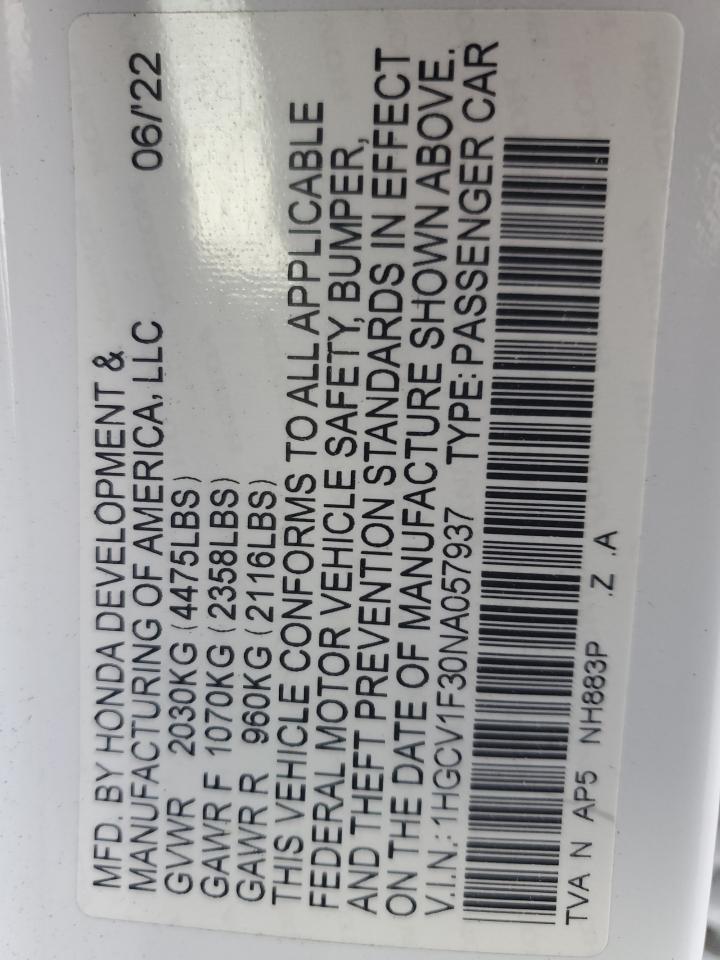 MFD. BY HONDA DEVELOPMENT &
MANUFACTURING OF AMERICA, LLC 06/'22
GVWR 2030KG (4475LBS)
GAWR F 1070KG (2358LBS)
GAWR R 960KG (2116LBS)
THIS VEHICLE CONFORMS TO ALL APPLICABLE
FEDERAL MOTOR VEHICLE SAFETY, BUMPER,
AND THEFT PREVENTION STANDARDS IN EFFECT
ON THE DATE OF MANUFACTURE SHOWN ABOVE.
V.I.N.: 1HGCV1F30NA057937 TYPE: PASSENGER CAR
TVA N AP5 NH883P .Z .A